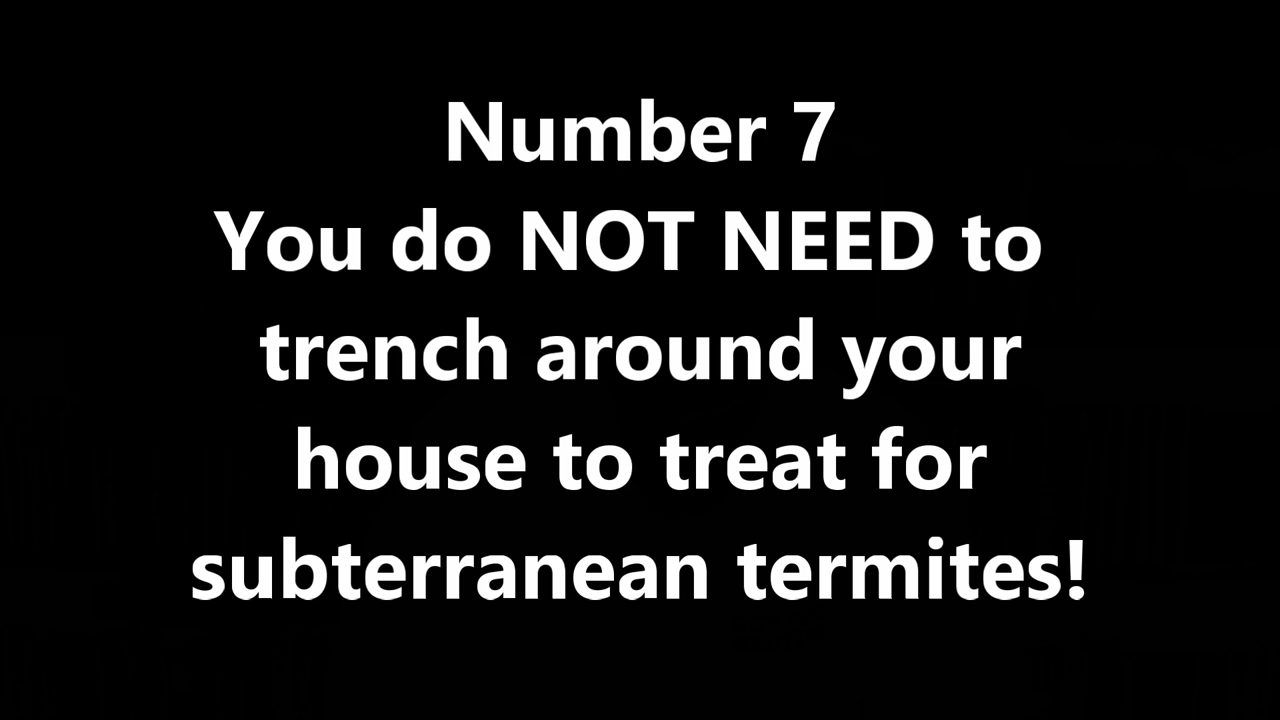 Number 7
You do NOT NEED to
trench around your
house to treat for
subterranean termites!